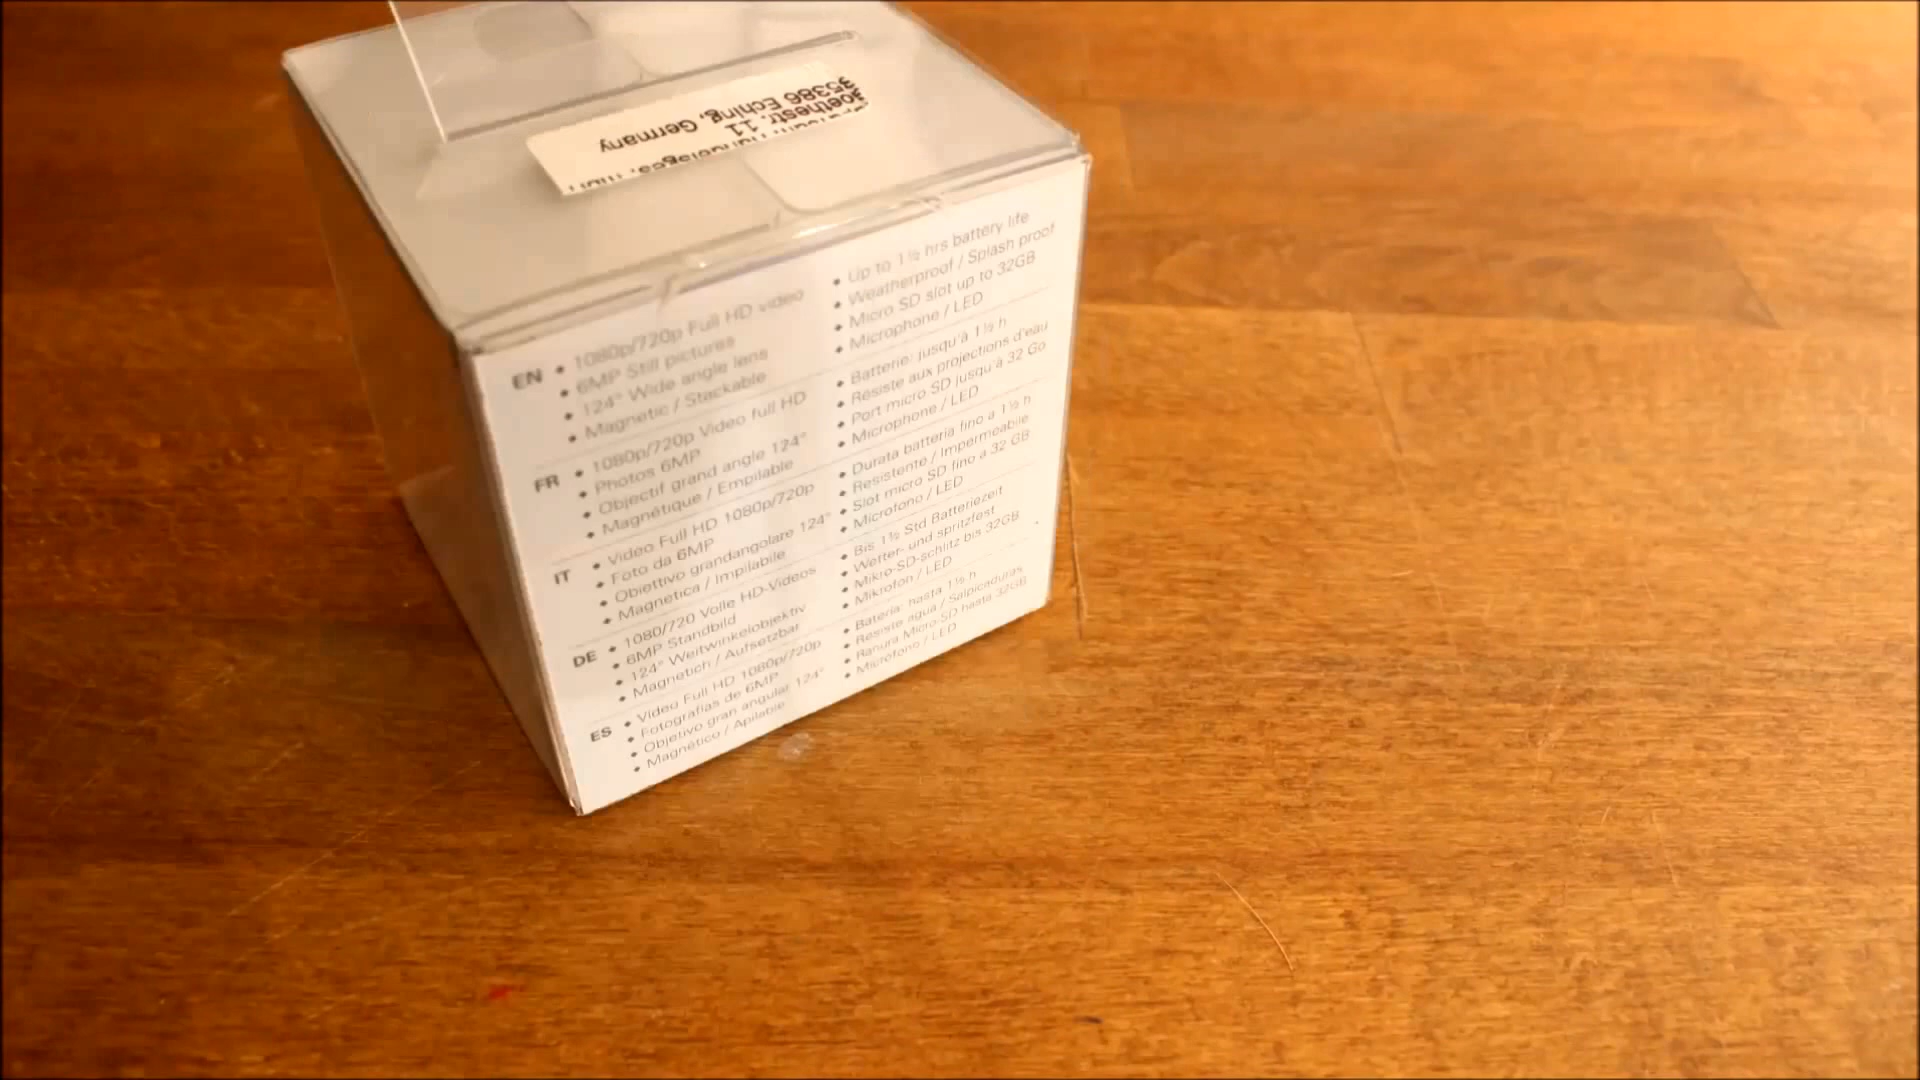 35386 Eching, Germany
EN
• 1080p/720p Full HD video
• 6MP Still pictures
• 124° Wide angle lens
• Magnetic / Stackable
• Up to 1½ hrs battery life
• Weatherproof / Splash proof
• Micro SD slot up to 32GB
• Microphone / LED
FR
• 1080p/720p Video full HD
• Photos 6MP
• Objectif grand angle 124°
• Magnétique / Empilable
• Batterie: jusqu'à 1½ h
• Résiste aux projections d'eau
• Port micro SD jusqu'à 32 Go
• Microphone / LED
IT
• Video Full HD 1080p/720p
• Foto da 6MP
• Obiettivo grandangolare 124°
• Magnetica / Impilabile
• Durata batteria fino a 1½ h
• Resistente / Impermeabile
• Slot micro SD fino a 32 GB
• Microfono / LED
DE
• 1080/720 Volle HD-Videos
• 6MP Standbild
• 124° Weitwinkelobjektiv
• Magnetich / Aufsetzbar
• Bis 1½ Std Batteriezeit
• Wetter- und spritzfest
• Mikro-SD-schlitz bis 32GB
• Mikrofon / LED
ES
• Video Full HD 1080p/720p
• Fotografias de 6MP
• Objetivo gran angular 124°
• Magnético / Apilable
• Batería: hasta 1½ h
• Resiste agua / Salpicaduras
• Ranura Micro-SD hasta 32GB
• Micrófono / LED